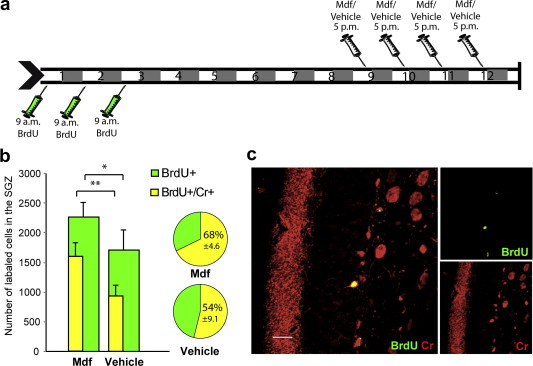 a
Mdf/ Mdf/ Mdf/ Mdf/
Vehicle Vehicle Vehicle Vehicle
5 p.m. 5 p.m. 5 p.m. 5 p.m.
1 2 3 4 5 6 7 8 9 10 11 12
9 a.m. 9 a.m. 9 a.m.
BrdU BrdU BrdU
b
Number of labeled cells in the SGZ
3000
2500
2000
1500
1000
500
0
*
**
BrdU+
BrdU+/Cr+
68%
±4.6
Mdf
54%
±9.1
Vehicle
Mdf Vehicle
c
BrdU Cr
BrdU
Cr